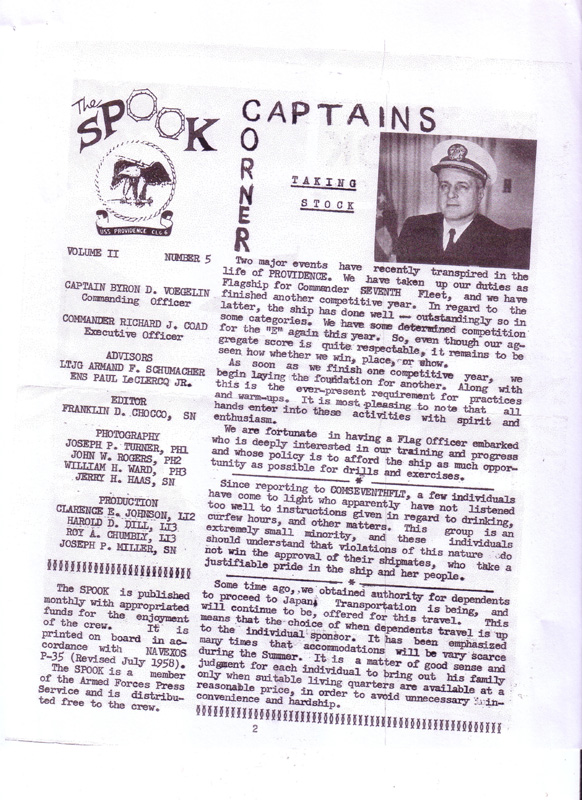 The
SPOOK
USS PROVIDENCE CLG 6
VOLUME II NUMBER 5
CAPTAIN BYRON D. VOEGELIN
Commanding Officer
COMMANDER RICHARD J. COAD
Executive Officer
ADVISORS
LTJG ARMAND F. SCHUMACHER
ENS PAUL LeCLERCQ JR.
EDITOR
FRANKLIN D. CHOCCO, SN
PHOTOGRAPHY
JOSEPH P. TURNER, PH1
JOHN W. ROGERS, PH2
WILLIAM H. WARD, PH3
JERRY H. HAAS, SN
PRODUCTION
CLARENCE E. JOHNSON, LI2
HAROLD D. DILL, LI3
ROY A. CHUMBLY, LI3
JOSEPH P. MILLER, SN
The SPOOK is published
monthly with appropriated
funds for the enjoyment
of the crew. It is
printed on board in ac-
cordance with NAVEXOS
P-35 (Revised July 1958).
The SPOOK is a member
of the Armed Forces Press
Service and is distribu-
ted free to the crew.
CAPTAINS
CORNER
TAKING
STOCK
Two major events have recently transpired in the
life of PROVIDENCE. We have taken up our duties as
Flagship for Commander SEVENTH Fleet, and we have
finished another competitive year. In regard to the
latter, the ship has done well — outstandingly so in
some categories. We have some determined competition
for the "E" again this year. So, even though our ag-
gregate score is quite respectable, it remains to be
seen how whether we win, place, or show.
As soon as we finish one competitive year, we
begin laying the foundation for another. Along with
this is the ever-present requirement for practices
and warm-ups. It is most pleasing to note that all
hands enter into these activities with spirit and
enthusiasm.
We are fortunate in having a Flag Officer embarked
who is deeply interested in our training and progress
and whose policy is to afford the ship as much oppor-
tunity as possible for drills and exercises.
*
Since reporting to COMSEVENTHFLT, a few individuals
have come to light who apparently have not listened
too well to instructions given in regard to drinking,
curfew hours, and other matters. This group is an
extremely small minority, and these individuals
should understand that violations of this nature do
not win the approval of their shipmates, who take a
justifiable pride in the ship and her people.
*
Some time ago, we obtained authority for dependents
to proceed to Japan. Transportation is being, and
will continue to be, offered for this travel. This
means that the choice of when dependents travel is up
to the individual sponsor. It has been emphasized
many times that accommodations will be very scarce
during the Summer. It is a matter of good sense and
judgment for each individual to bring out his family
only when suitable living quarters are available at a
reasonable price, in order to avoid unnecessary in-
convenience and hardship.
2